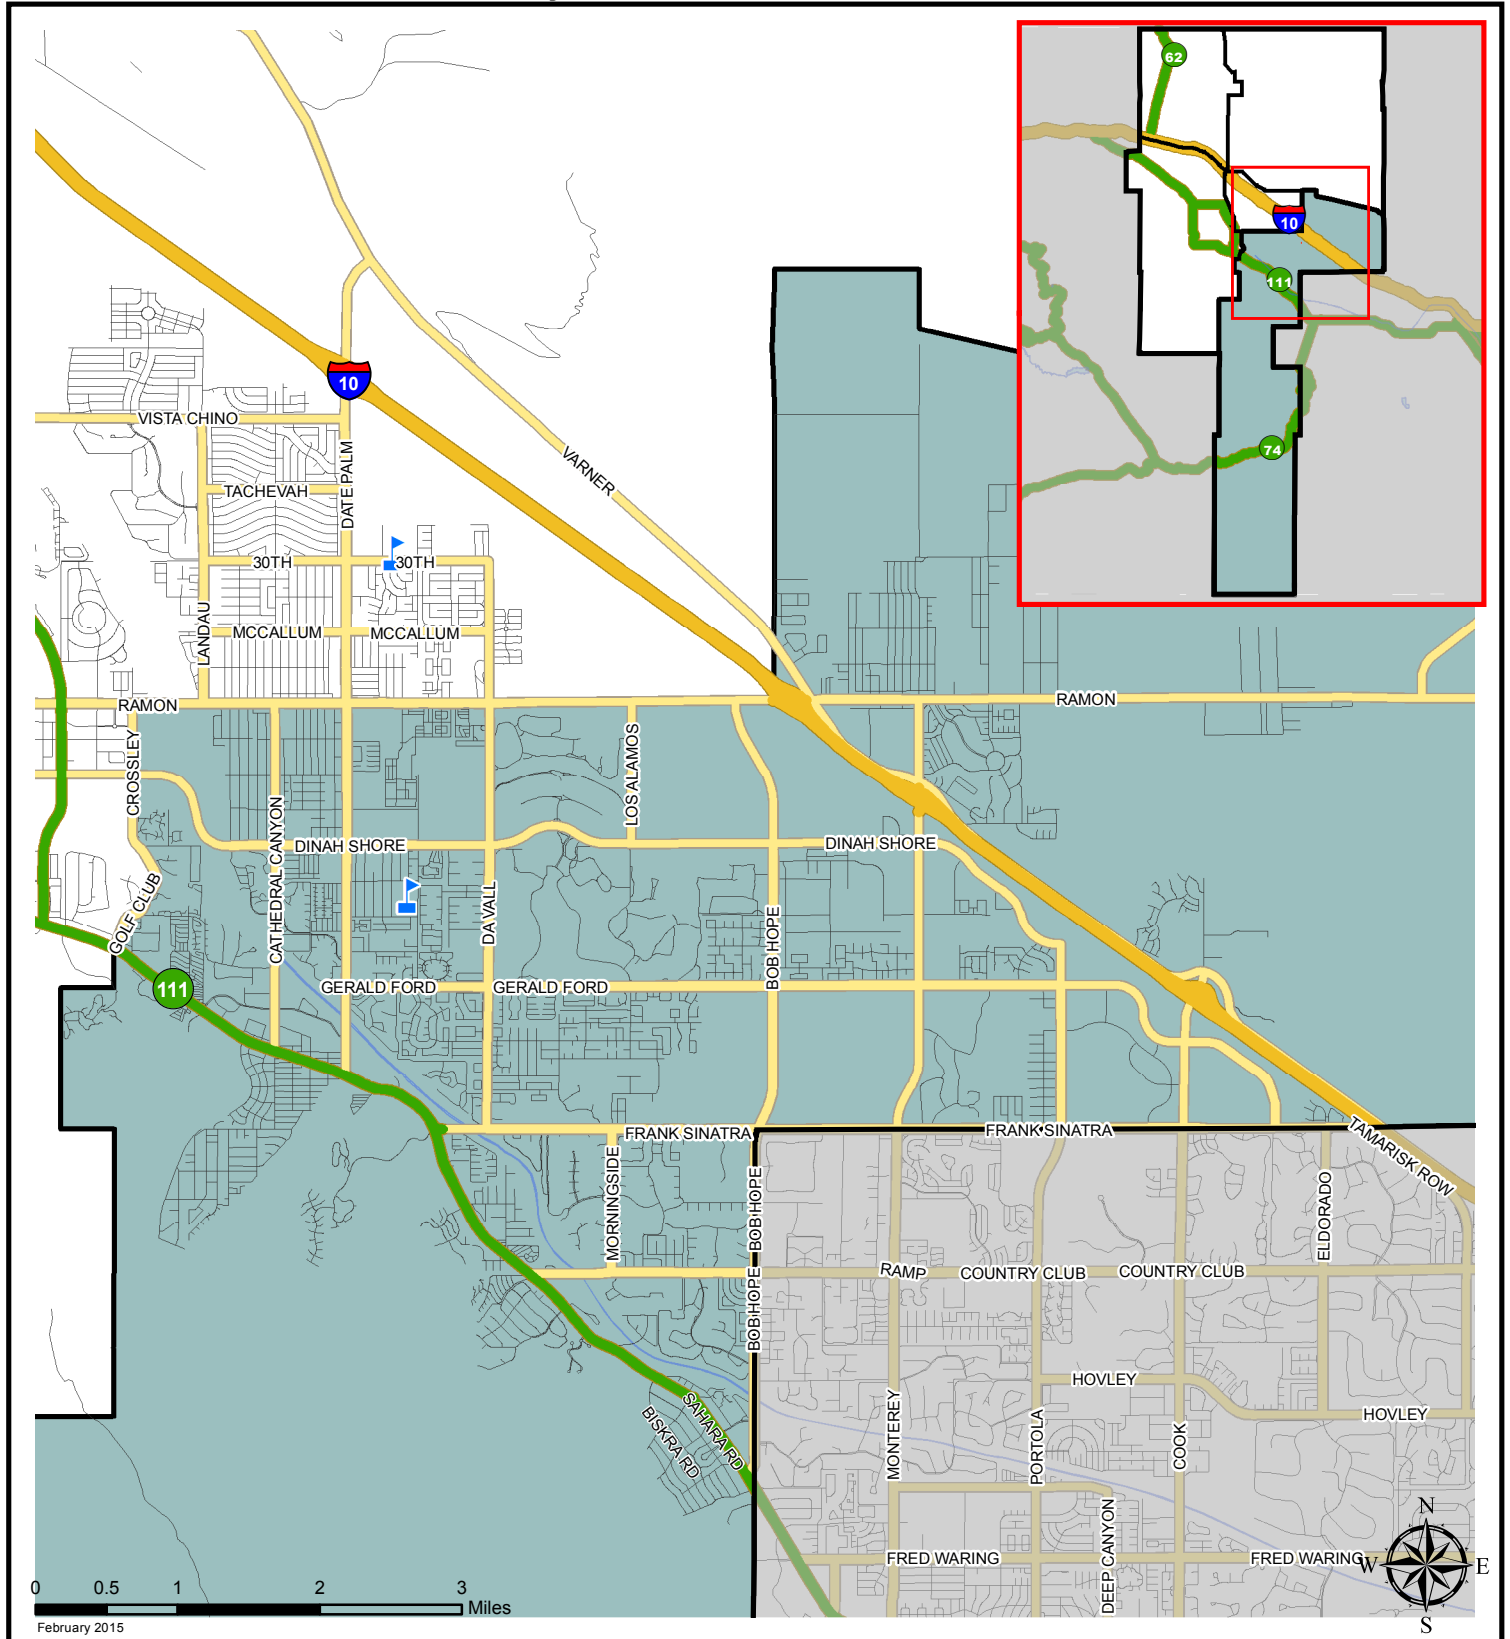 62
10
111
74
10
VISTA CHINO
DATE PALM
VARNER
TACHEVAH
30TH
30TH
LANDAU
MCCALLUM
MCCALLUM
RAMON
RAMON
CROSSLEY
LOS ALAMOS
CATHEDRAL CANYON
DINAH SHORE
DINAH SHORE
GOLF CLUB
DA VALL
BOB HOPE
111
GERALD FORD
GERALD FORD
FRANK SINATRA
FRANK SINATRA
TAMARISK ROW
MORNINGSIDE
BOB HOPE
ELDORADO
RAMP
COUNTRY CLUB
COUNTRY CLUB
BOB HOPE
HOVLEY
HOVLEY
SAHARA RD
BISKRA RD
MONTEREY
PORTOLA
COOK
DEEP CANYON
FRED WARING
FRED WARING
N
W
E
S
0 0.5 1 2 3
Miles
February 2015